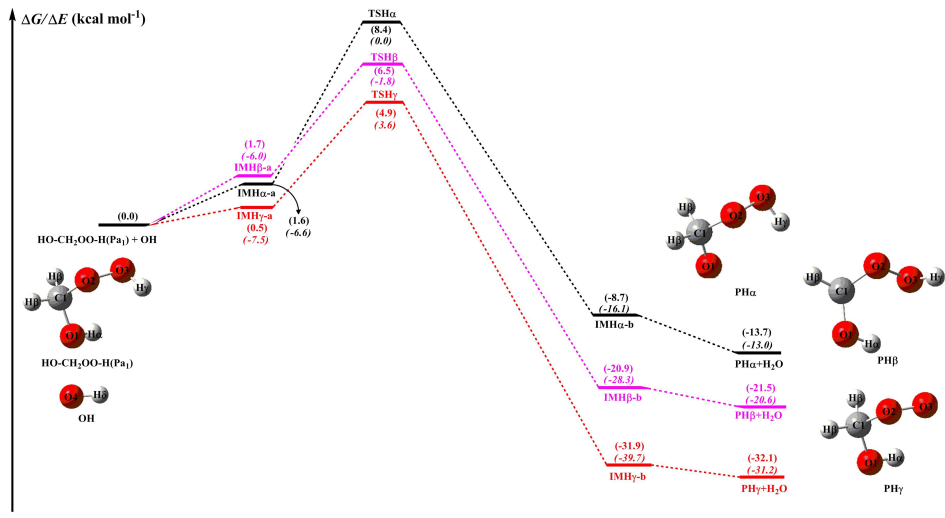 ΔG/ΔE (kcal mol⁻¹)
TSHα
(8.4)
(0.0)
TSHβ
(6.5)
(-1.8)
TSHγ
(4.9)
(3.6)
(1.7)
(-6.0)
IMHβ-a
IMHα-a
(1.6)
(-6.6)
IMHγ-a
(0.5)
(-7.5)
(0.0)
HO-CH₂OO-H(Pa₁) + OH
Hβ
O3
O2
Hγ
C1
Hβ
O1
Hα
HO-CH₂OO-H(Pa₁)
O4
Hδ
OH
(-8.7)
(-16.1)
IMHα-b
(-13.7)
(-13.0)
PHα+H₂O
(-20.9)
(-28.3)
IMHβ-b
(-21.5)
(-20.6)
PHβ+H₂O
(-31.9)
(-39.7)
IMHγ-b
(-32.1)
(-31.2)
PHγ+H₂O
O3
Hβ
O2
Hγ
C1
Hβ
O1
PHα
O2
Hβ
O3
Hγ
C1
O1
Hα
PHβ
Hβ
O2
O3
C1
Hβ
O1
Hα
PHγ